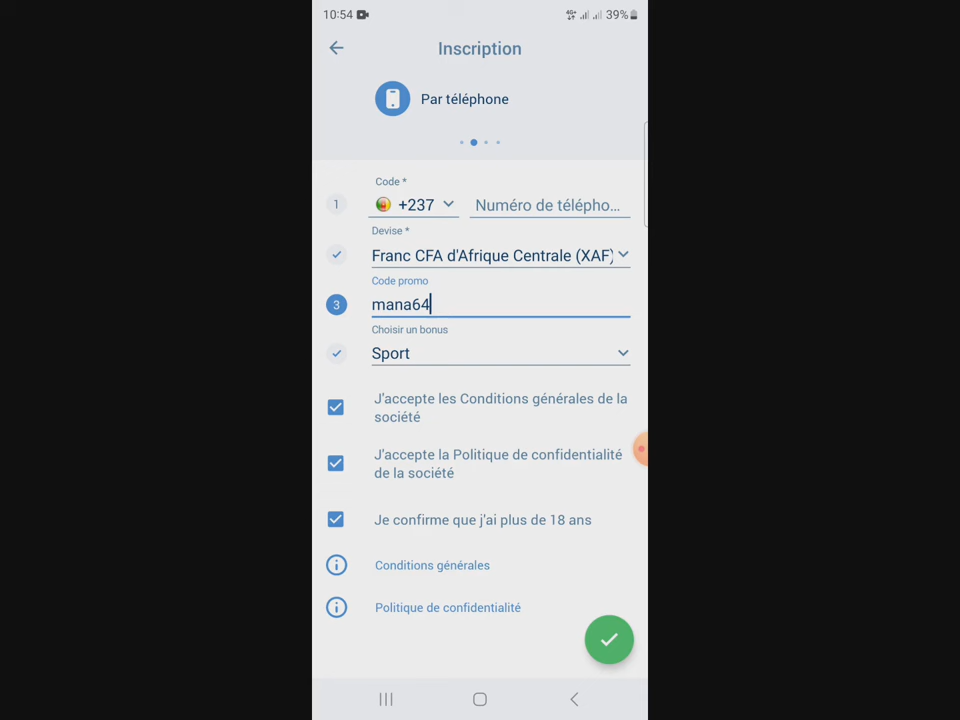 10:54
4G+
39%
Inscription
Par téléphone
Code *
1
+237
Numéro de télépho...
Devise *
Franc CFA d'Afrique Centrale (XAF)
Code promo
3
mana64
Choisir un bonus
Sport
J'accepte les Conditions générales de la
société
J'accepte la Politique de confidentialité
de la société
Je confirme que j'ai plus de 18 ans
Conditions générales
Politique de confidentialité